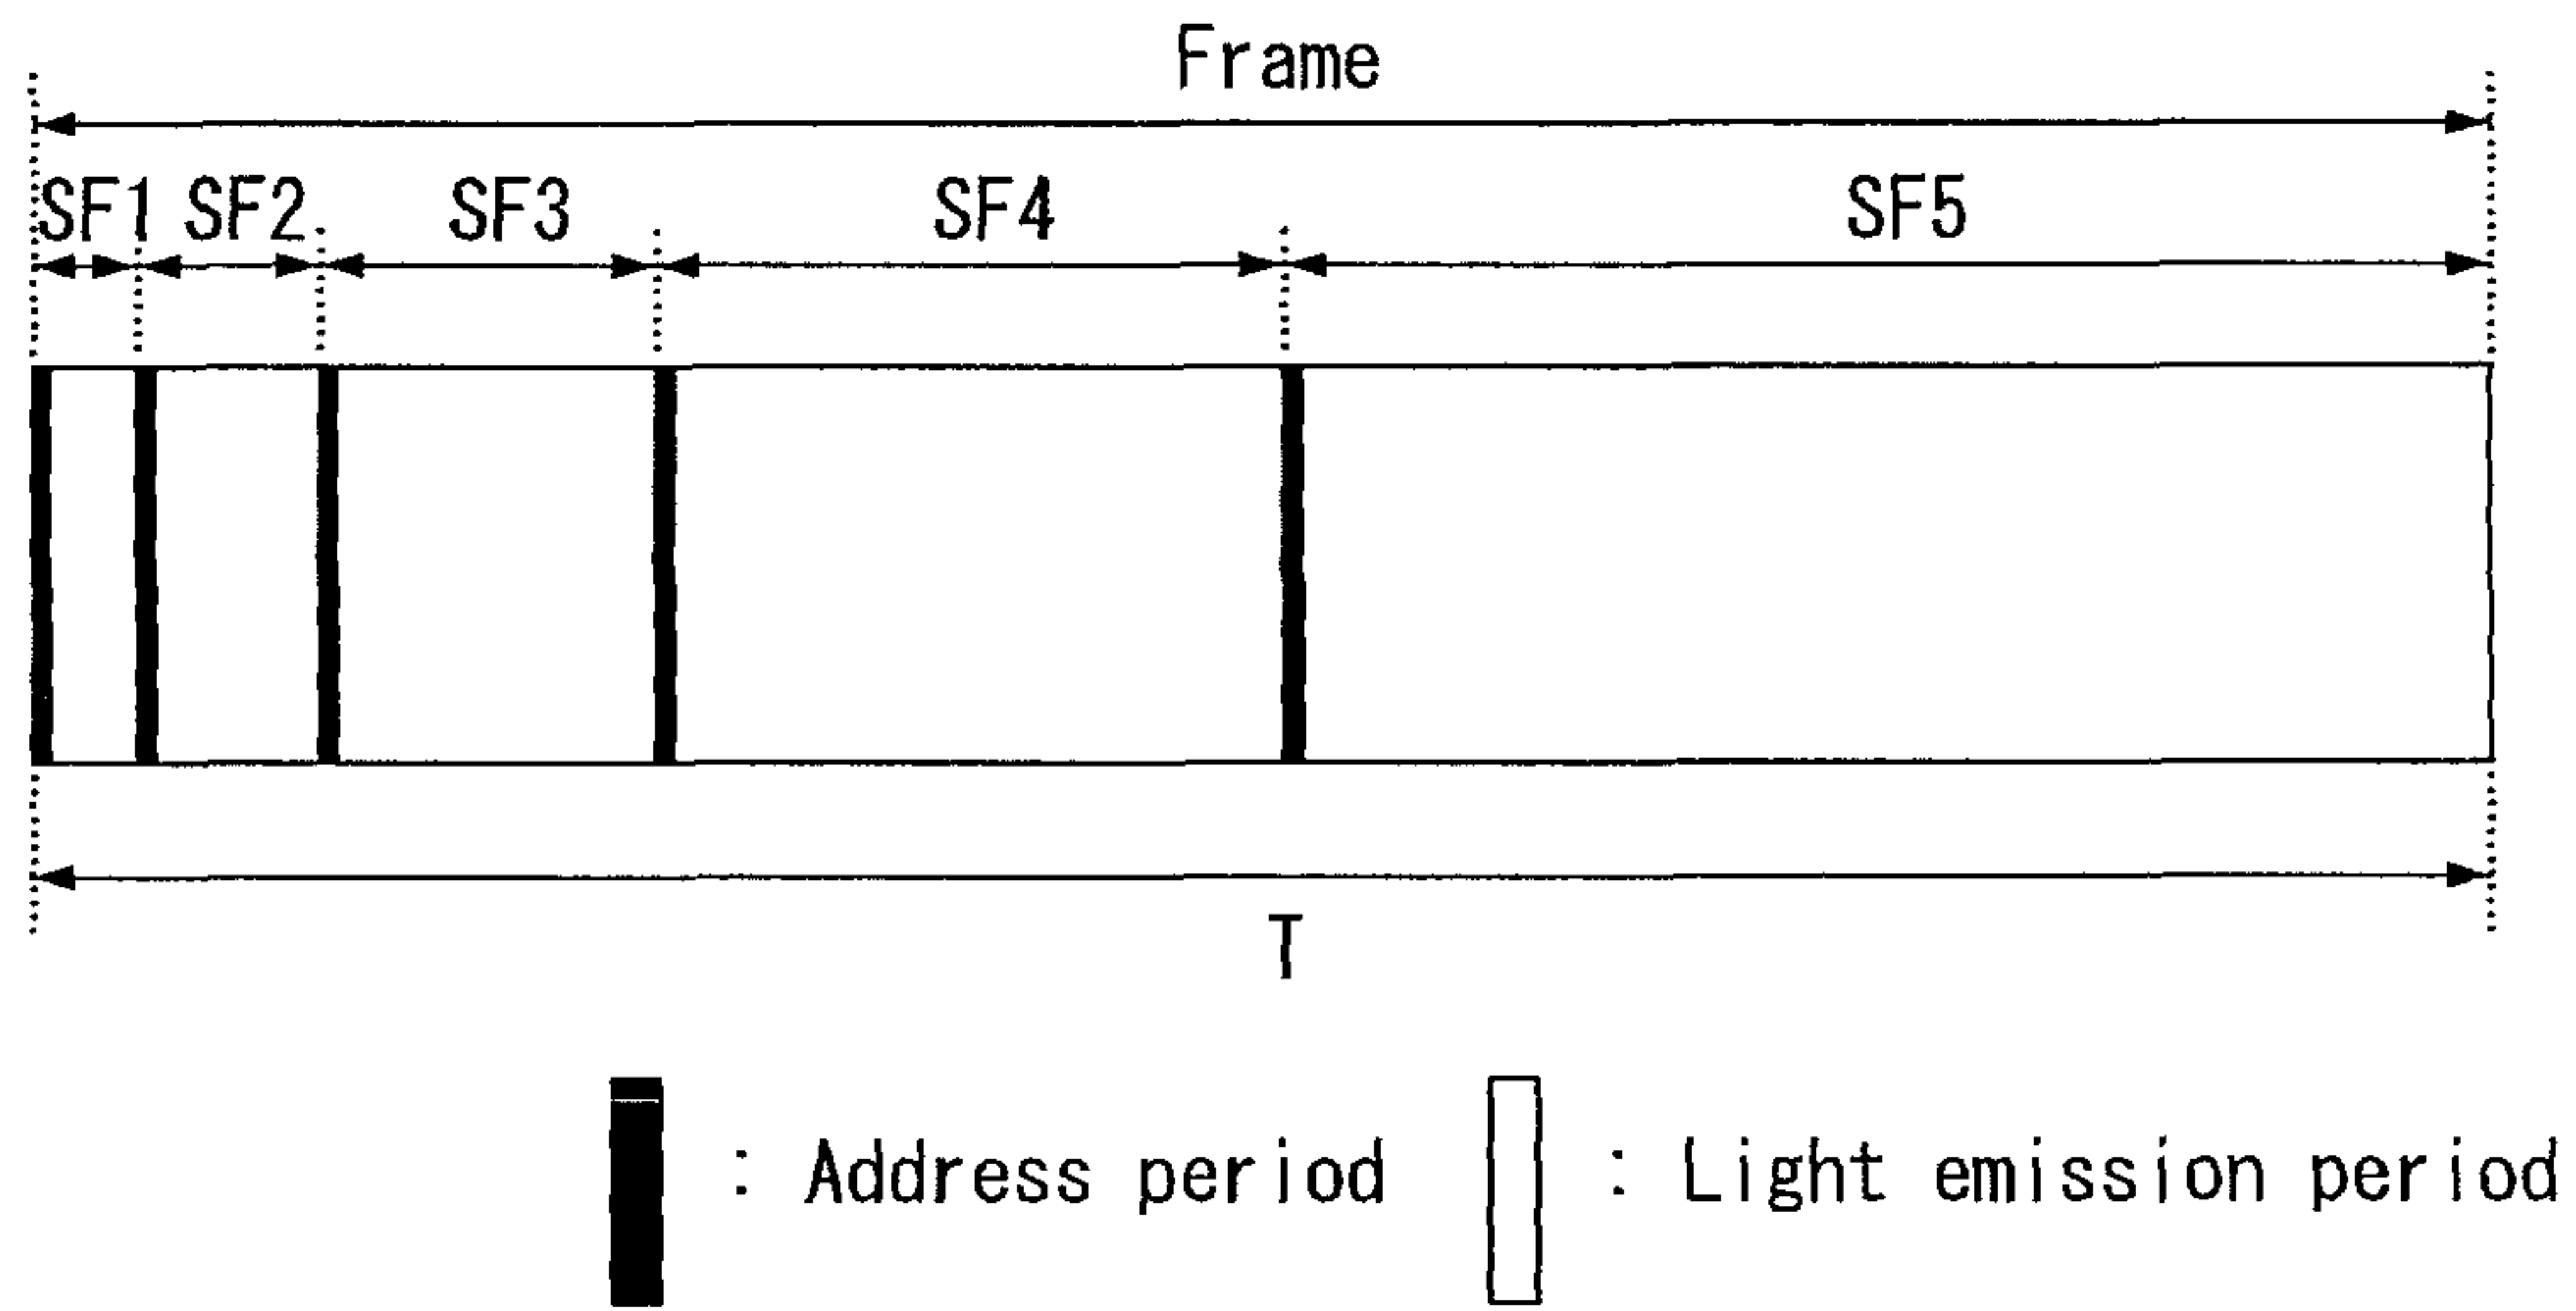 Frame
SF1 SF2 SF3 SF4 SF5
T
: Address period : Light emission period